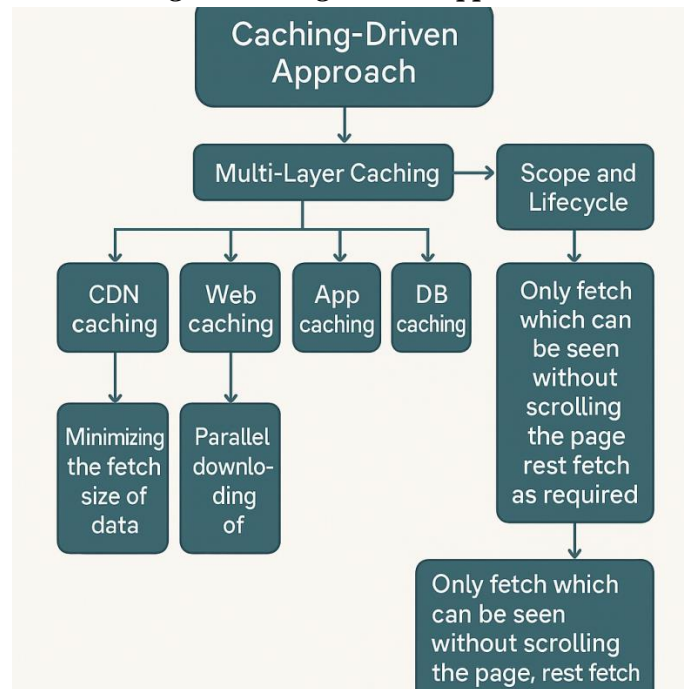 Caching-Driven
Approach
Multi-Layer Caching
Scope and
Lifecycle
CDN
caching
Web
caching
App
caching
DB
caching
Only fetch
which can
be seen
without
scrolling
the page
rest fetch
as required
Minimizing
the fetch
size of
data
Parallel
downlo-
ding
of
Only fetch which
can be seen
without scrolling
the page, rest fetch